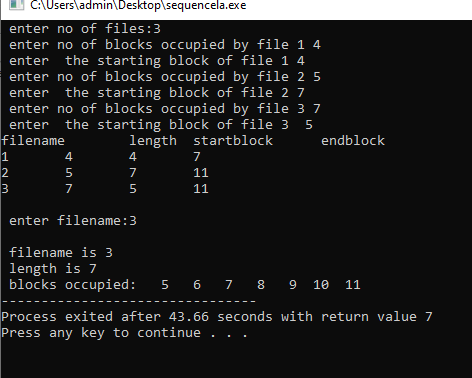 C:\Users\admin\Desktop\sequencela.exe
enter no of files:3
enter no of blocks occupied by file 1 4
enter  the starting block of file 1 4
enter no of blocks occupied by file 2 5
enter  the starting block of file 2 7
enter no of blocks occupied by file 3 7
enter  the starting block of file 3  5
filename        length  startblock      endblock
1       4       4       7
2       5       7       11
3       7       5       11
enter filename:3
filename is 3
length is 7
blocks occupied:   5   6   7   8   9  10  11
--------------------------------
Process exited after 43.66 seconds with return value 7
Press any key to continue . . .